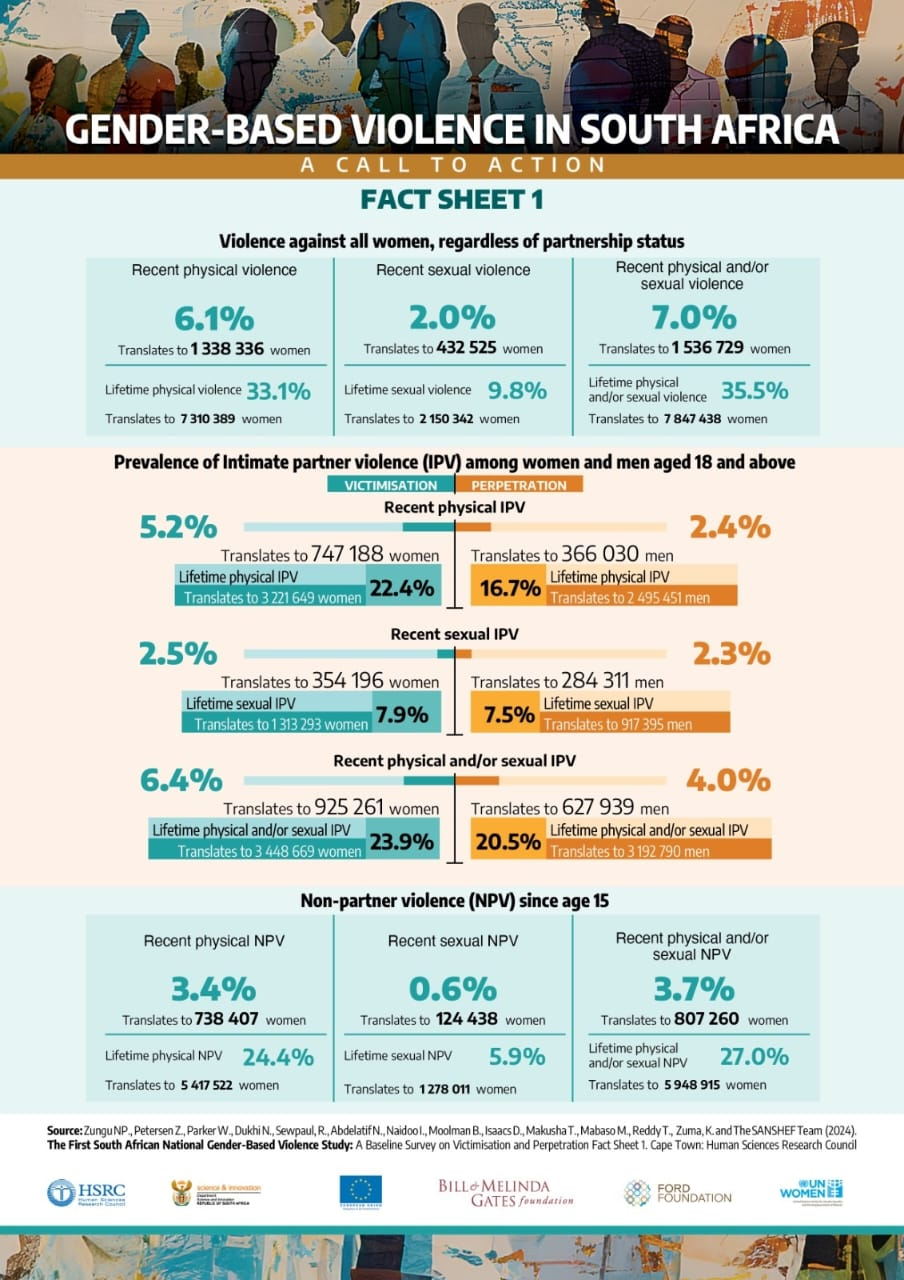 GENDER-BASED VIOLENCE IN SOUTH AFRICA
A CALL TO ACTION
FACT SHEET 1
Violence against all women, regardless of partnership status
Recent physical violence
6.1%
Translates to 1 338 336 women
Lifetime physical violence 33.1%
Translates to 7 310 389 women
Recent sexual violence
2.0%
Translates to 432 525 women
Lifetime sexual violence 9.8%
Translates to 2 150 342 women
Recent physical and/or
sexual violence
7.0%
Translates to 1 536 729 women
Lifetime physical
and/or sexual violence 35.5%
Translates to 7 847 438 women
Prevalence of Intimate partner violence (IPV) among women and men aged 18 and above
VICTIMISATION PERPETRATION
Recent physical IPV
5.2%
Translates to 747 188 women
Lifetime physical IPV
Translates to 3 221 649 women
22.4%
2.4%
Translates to 366 030 men
16.7%
Lifetime physical IPV
Translates to 2 495 451 men
Recent sexual IPV
2.5%
Translates to 354 196 women
Lifetime sexual IPV
Translates to 1 313 293 women
7.9%
2.3%
Translates to 284 311 men
7.5%
Lifetime sexual IPV
Translates to 917 395 men
Recent physical and/or sexual IPV
6.4%
Translates to 925 261 women
Lifetime physical and/or sexual IPV
Translates to 3 448 669 women
23.9%
4.0%
Translates to 627 939 men
20.5%
Lifetime physical and/or sexual IPV
Translates to 3 192 790 men
Non-partner violence (NPV) since age 15
Recent physical NPV
3.4%
Translates to 738 407 women
Lifetime physical NPV 24.4%
Translates to 5 417 522 women
Recent sexual NPV
0.6%
Translates to 124 438 women
Lifetime sexual NPV 5.9%
Translates to 1 278 011 women
Recent physical and/or
sexual NPV
3.7%
Translates to 807 260 women
Lifetime physical
and/or sexual NPV 27.0%
Translates to 5 948 915 women
Source: Zungu NP., Petersen Z., Parker W., Dukhi N., Sewpaul, R., Abdelatif N., Naidoo I., Moolman B., Isaacs D., Makusha T., Mabaso M., Reddy T., Zuma, K. and The SANSHEF Team (2024).
The First South African National Gender-Based Violence Study: A Baseline Survey on Victimisation and Perpetration Fact Sheet 1. Cape Town: Human Sciences Research Council
HSRC
Human Sciences
Research Council
science & innovation
Department:
Science and Innovation
REPUBLIC OF SOUTH AFRICA
EUROPEAN UNION
BILL & MELINDA
GATES foundation
FORD
FOUNDATION
UN
WOMEN